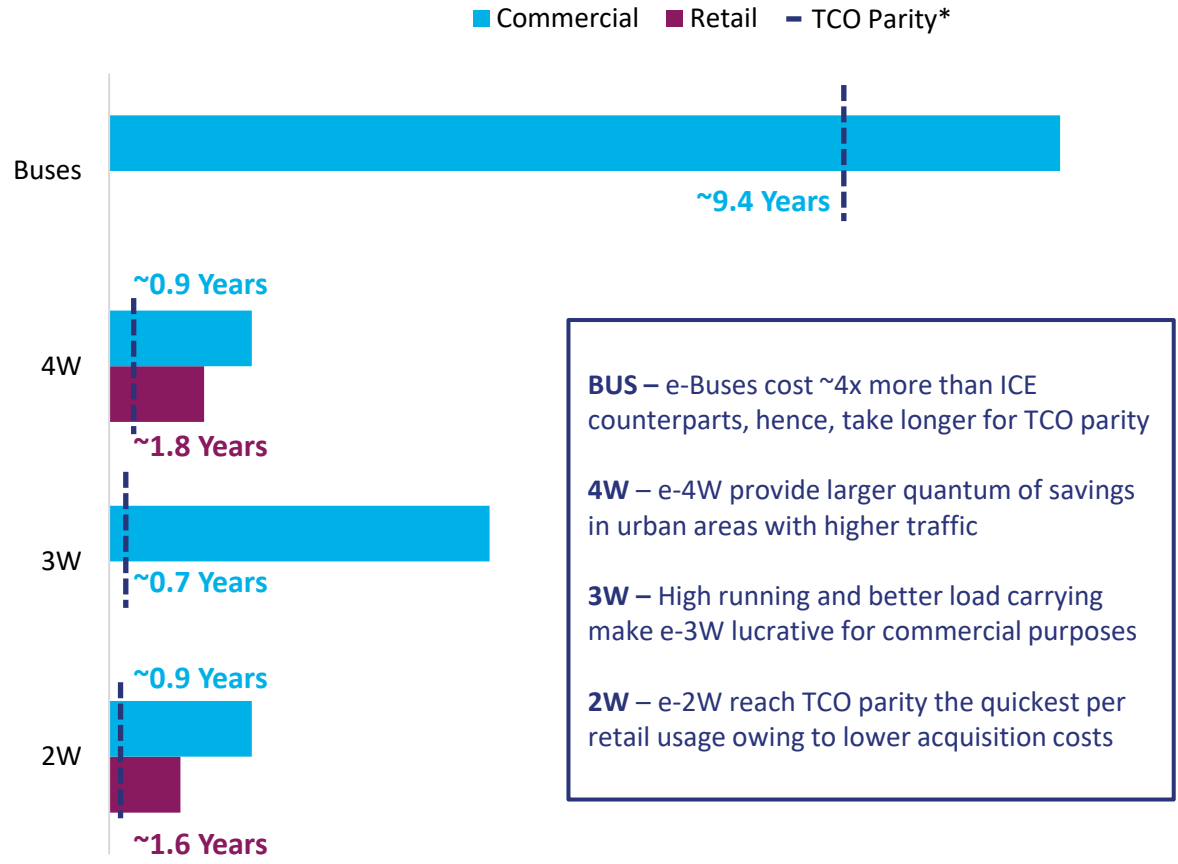 Commercial Retail TCO Parity*
Buses
~9.4 Years
~0.9 Years
4W
~1.8 Years
3W
~0.7 Years
~0.9 Years
2W
~1.6 Years
BUS – e-Buses cost ~4x more than ICE
counterparts, hence, take longer for TCO parity
4W – e-4W provide larger quantum of savings
in urban areas with higher traffic
3W – High running and better load carrying
make e-3W lucrative for commercial purposes
2W – e-2W reach TCO parity the quickest per
retail usage owing to lower acquisition costs